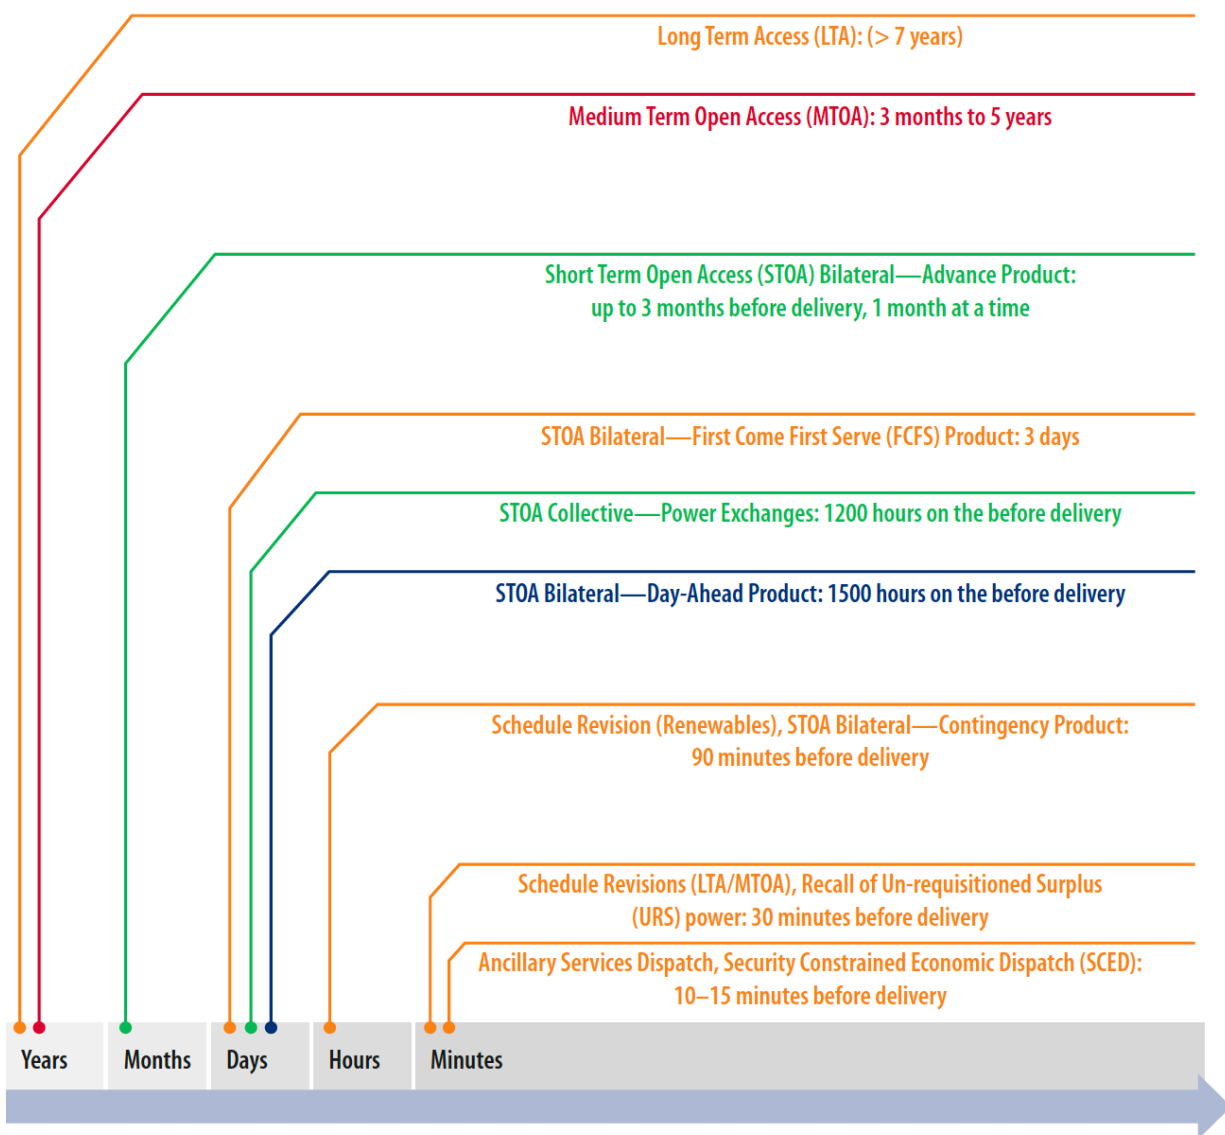 Long Term Access (LTA): (> 7 years)
Medium Term Open Access (MTOA): 3 months to 5 years
Short Term Open Access (STOA) Bilateral—Advance Product:
up to 3 months before delivery, 1 month at a time
STOA Bilateral—First Come First Serve (FCFS) Product: 3 days
STOA Collective—Power Exchanges: 1200 hours on the before delivery
STOA Bilateral—Day-Ahead Product: 1500 hours on the before delivery
Schedule Revision (Renewables), STOA Bilateral—Contingency Product:
90 minutes before delivery
Schedule Revisions (LTA/MTOA), Recall of Un-requisitioned Surplus
(URS) power: 30 minutes before delivery
Ancillary Services Dispatch, Security Constrained Economic Dispatch (SCED):
10–15 minutes before delivery
Years Months Days Hours Minutes